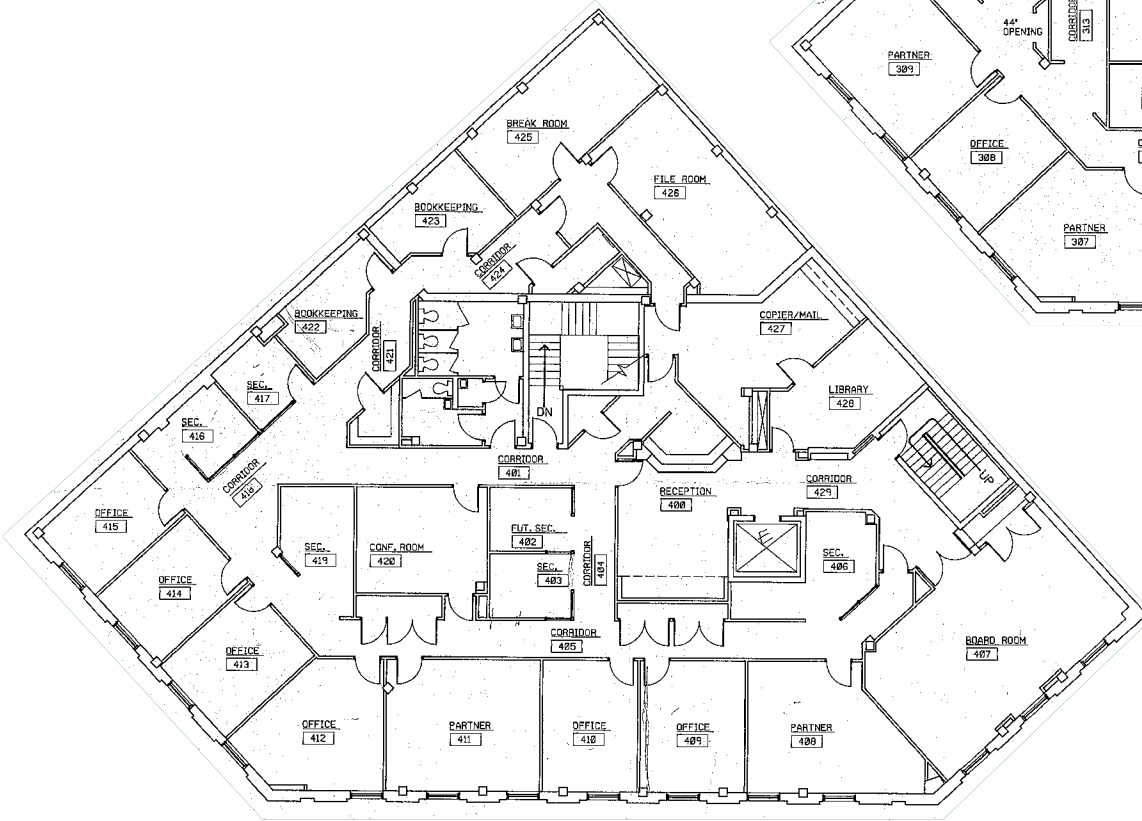 44"
OPENING
CORRIDOR
313
PARTNER
309
OFFICE
308
PARTNER
307
BREAK ROOM
425
FILE ROOM
426
BOOKKEEPING
423
CORRIDOR
424
BOOKKEEPING
422
CORRIDOR
421
COPIER/MAIL
427
LIBRARY
428
SEC.
417
SEC.
416
DN
CORRIDOR
401
CORRIDOR
418
RECEPTION
400
CORRIDOR
429
UP
OFFICE
415
SEC.
419
CONF. ROOM
420
FUT. SEC.
402
SEC.
403
CORRIDOR
404
E
SEC.
406
OFFICE
414
OFFICE
413
CORRIDOR
405
BOARD ROOM
407
OFFICE
412
PARTNER
411
OFFICE
410
OFFICE
409
PARTNER
408